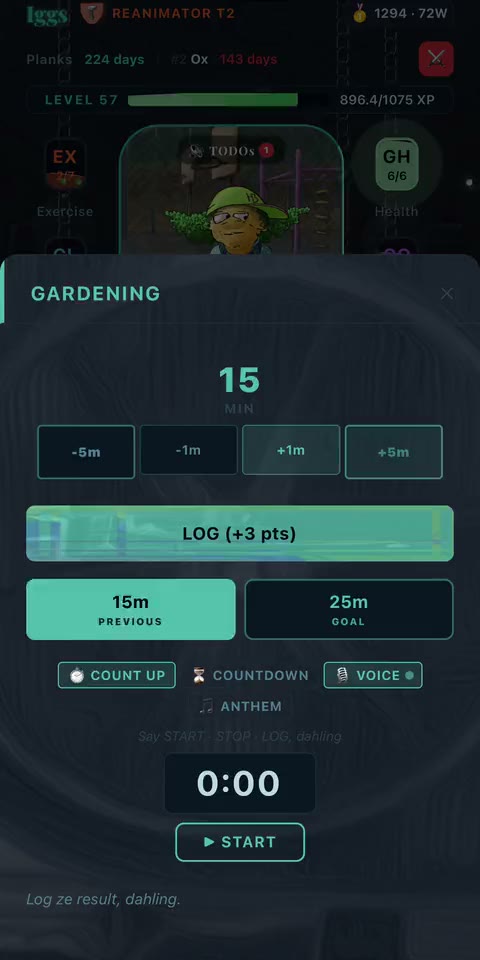 Iggs REANIMATOR T2 1294 · 72W
Planks 224 days #2 Ox 143 days
LEVEL 57 896.4/1075 XP
TODOs 1
EX
2/7
Exercise
GH
6/6
Health
GARDENING
15
MIN
-5m -1m +1m +5m
LOG (+3 pts)
15m
PREVIOUS
25m
GOAL
COUNT UP COUNTDOWN VOICE
ANTHEM
Say START · STOP · LOG, dahling
0:00
START
Log ze result, dahling.